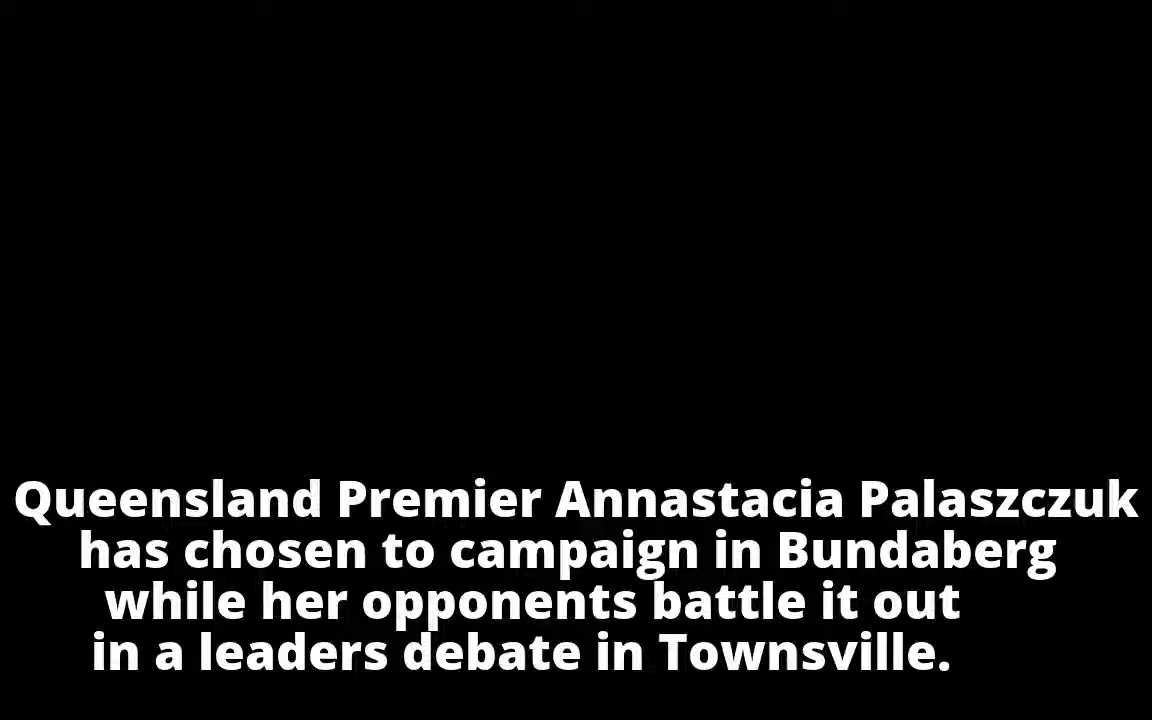 Queensland Premier Annastacia Palaszczuk
has chosen to campaign in Bundaberg
while her opponents battle it out
in a leaders debate in Townsville.